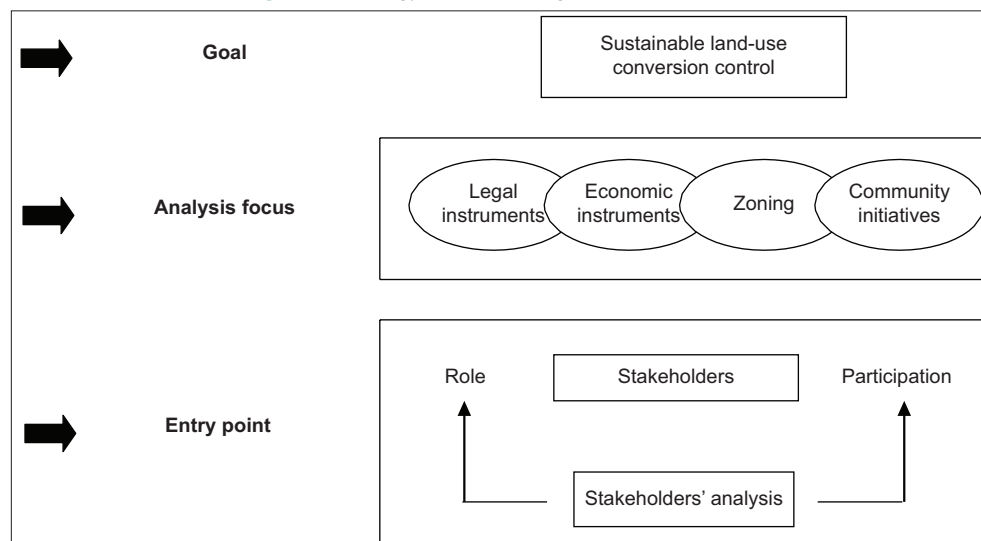 Goal
Sustainable land-use
conversion control
Analysis focus
Legal
instruments
Economic
instruments
Zoning
Community
initiatives
Entry point
Role
Stakeholders
Participation
Stakeholders' analysis